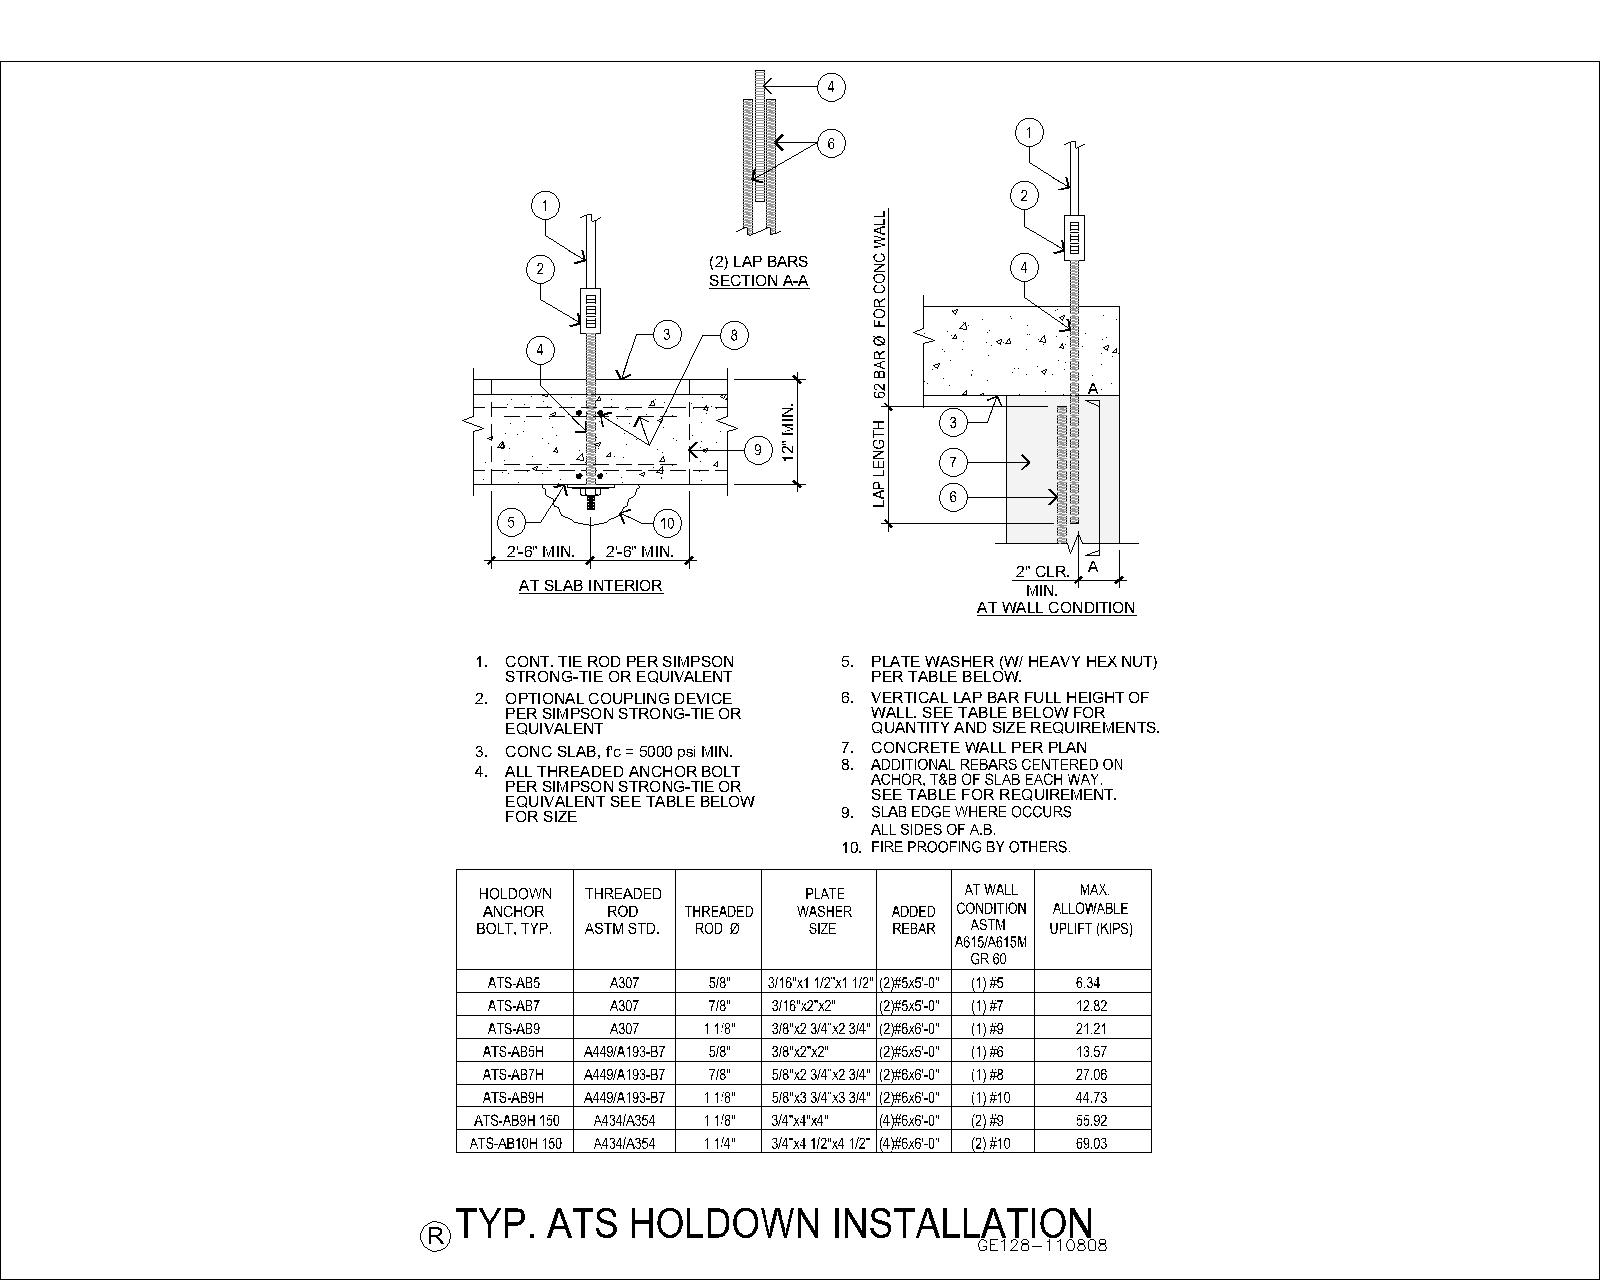 4
6
(2) LAP BARS
SECTION A-A
1
2
4
3
8
12" MIN.
9
5
10
2'-6" MIN.
2'-6" MIN.
AT SLAB INTERIOR
1
2
4
62 BAR Ø FOR CONC WALL
LAP LENGTH
A
3
7
6
A
2" CLR.
MIN.
AT WALL CONDITION
1. CONT. TIE ROD PER SIMPSON
STRONG-TIE OR EQUIVALENT
2. OPTIONAL COUPLING DEVICE
PER SIMPSON STRONG-TIE OR
EQUIVALENT
3. CONC SLAB, f'c = 5000 psi MIN.
4. ALL THREADED ANCHOR BOLT
PER SIMPSON STRONG-TIE OR
EQUIVALENT SEE TABLE BELOW
FOR SIZE
5. PLATE WASHER (W/ HEAVY HEX NUT)
PER TABLE BELOW.
6. VERTICAL LAP BAR FULL HEIGHT OF
WALL. SEE TABLE BELOW FOR
QUANTITY AND SIZE REQUIREMENTS.
7. CONCRETE WALL PER PLAN
8. ADDITIONAL REBARS CENTERED ON
ACHOR, T&B OF SLAB EACH WAY.
SEE TABLE FOR REQUIREMENT.
9. SLAB EDGE WHERE OCCURS
ALL SIDES OF A.B.
10. FIRE PROOFING BY OTHERS.
HOLDOWN
ANCHOR
BOLT, TYP.
THREADED
ROD
ASTM STD.
THREADED
ROD Ø
PLATE
WASHER
SIZE
ADDED
REBAR
AT WALL
CONDITION
ASTM
A615/A615M
GR 60
MAX.
ALLOWABLE
UPLIFT (KIPS)
ATS-AB5 A307 5/8" 3/16"x1 1/2"x1 1/2" (2)#5x5'-0" (1) #5 6.34
ATS-AB7 A307 7/8" 3/16"x2"x2" (2)#5x5'-0" (1) #7 12.82
ATS-AB9 A307 1 1/8" 3/8"x2 3/4"x2 3/4" (2)#6x6'-0" (1) #9 21.21
ATS-AB5H A449/A193-B7 5/8" 3/8"x2"x2" (2)#5x5'-0" (1) #6 13.57
ATS-AB7H A449/A193-B7 7/8" 5/8"x2 3/4"x2 3/4" (2)#6x6'-0" (1) #8 27.06
ATS-AB9H A449/A193-B7 1 1/8" 5/8"x3 3/4"x3 3/4" (2)#6x6'-0" (1) #10 44.73
ATS-AB9H 150 A434/A354 1 1/8" 3/4"x4"x4" (4)#6x6'-0" (2) #9 55.92
ATS-AB10H 150 A434/A354 1 1/4" 3/4"x4 1/2"x4 1/2" (4)#6x6'-0" (2) #10 69.03
R TYP. ATS HOLDOWN INSTALLATION
GE128-110808